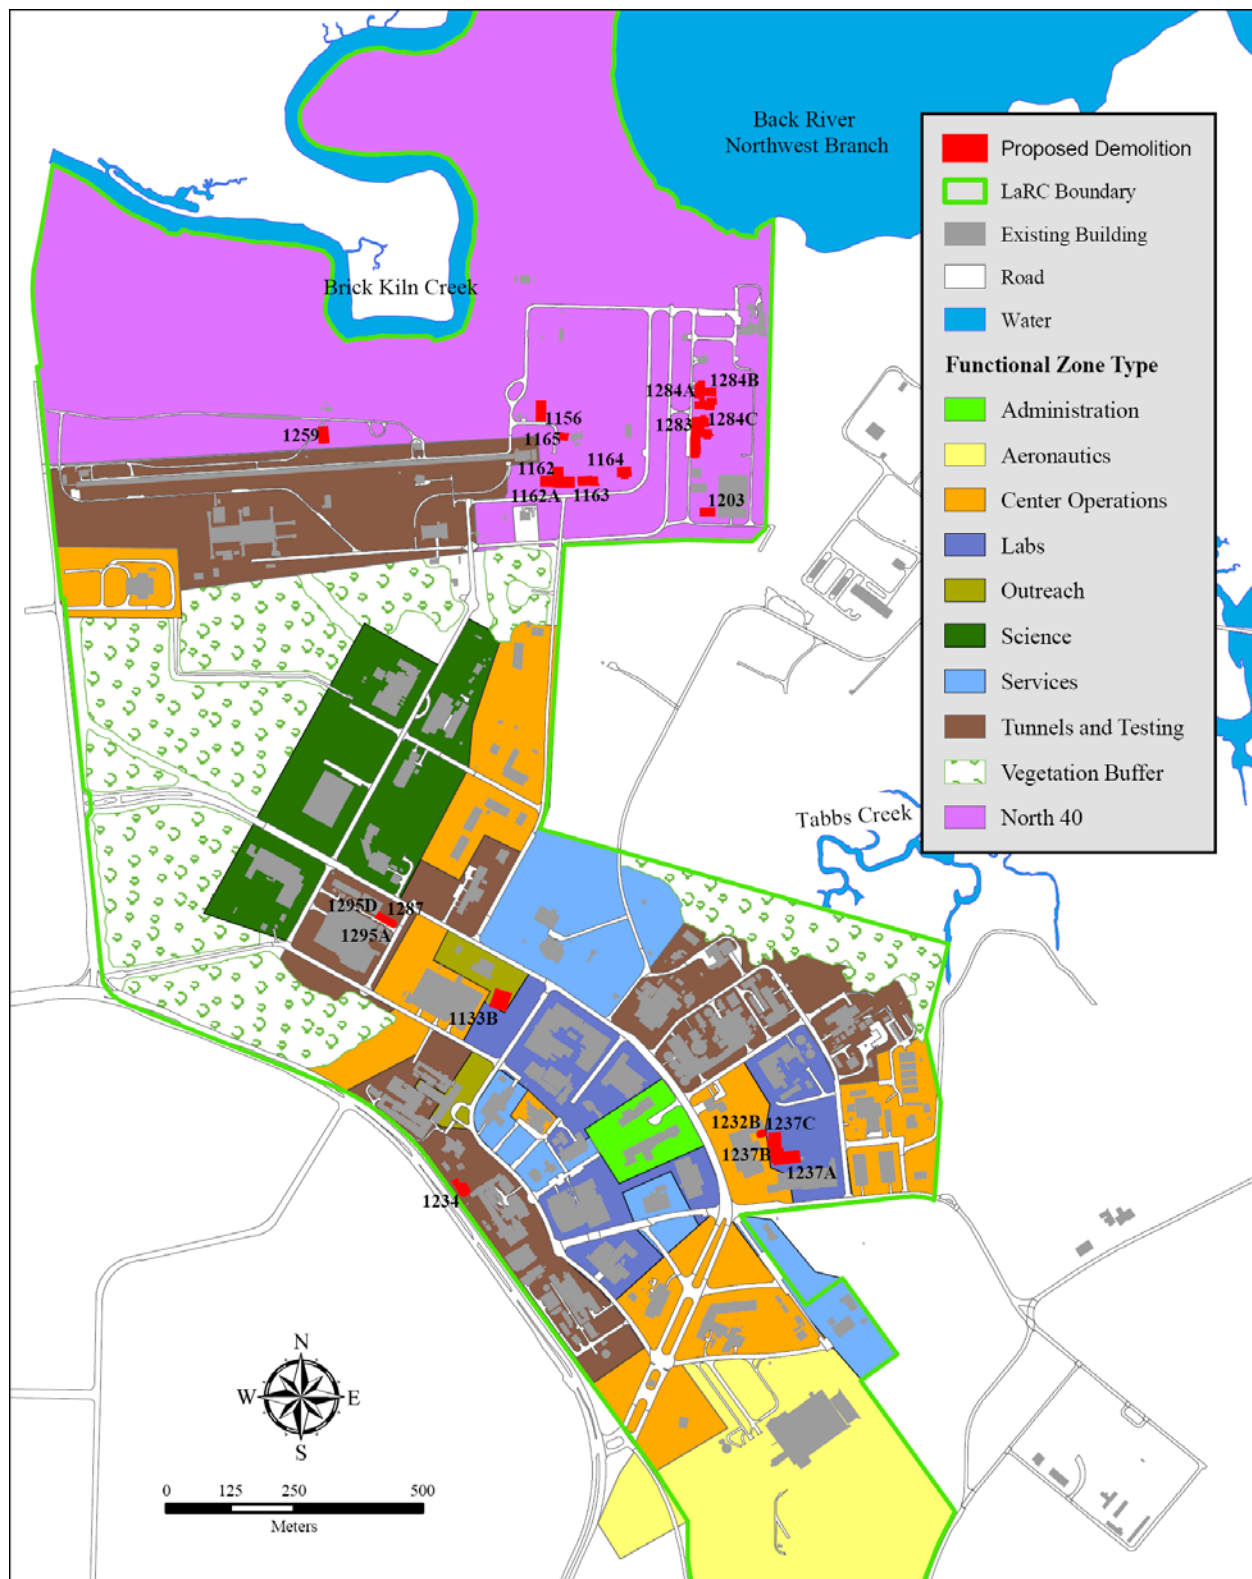 Back River
Northwest Branch
Brick Kiln Creek
Proposed Demolition
LaRC Boundary
Existing Building
Road
Water
Functional Zone Type
Administration
Aeronautics
Center Operations
Labs
Outreach
Science
Services
Tunnels and Testing
Vegetation Buffer
North 40
1284B
1284A
1156
1284C
1283
1259
1165
1162
1164
1162A
1163
1203
Tabbs Creek
1295D
1287
1295A
1133B
1232B
1237C
1237B
1237A
1234
N
W
E
S
0
125
250
500
Meters